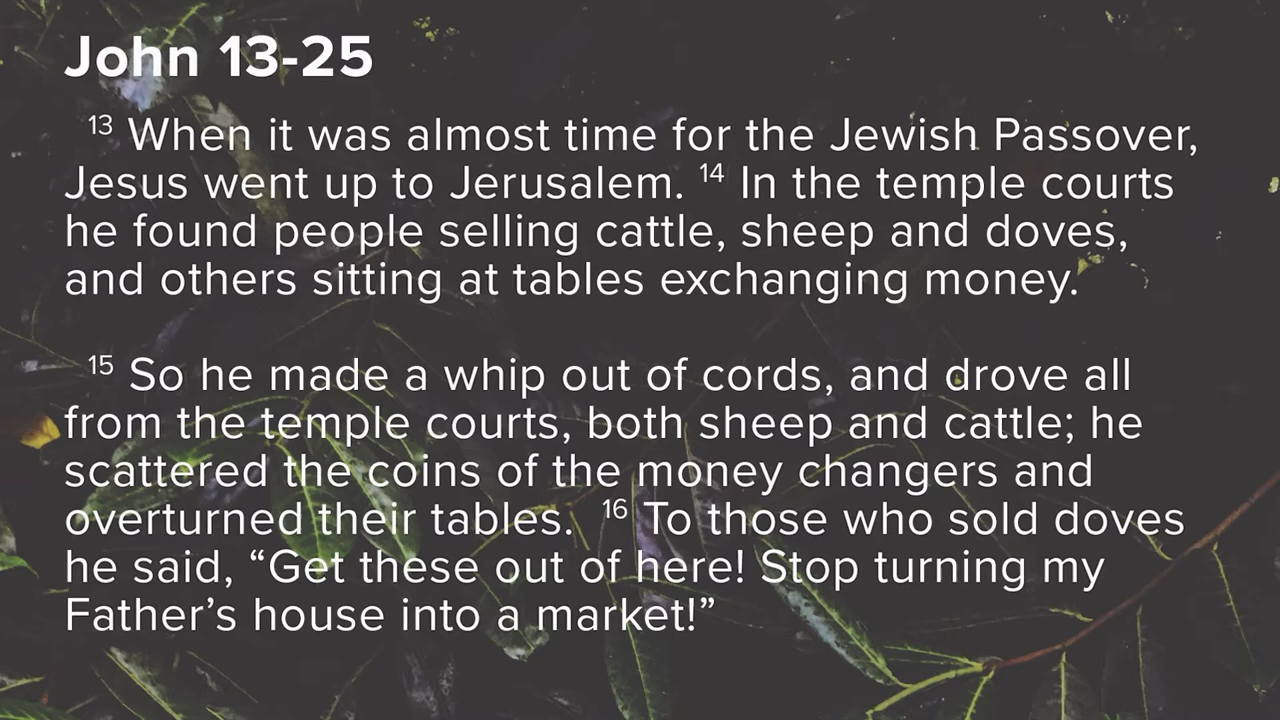 John 13-25
13 When it was almost time for the Jewish Passover,
Jesus went up to Jerusalem. 14 In the temple courts
he found people selling cattle, sheep and doves,
and others sitting at tables exchanging money.
15 So he made a whip out of cords, and drove all
from the temple courts, both sheep and cattle; he
scattered the coins of the money changers and
overturned their tables. 16 To those who sold doves
he said, “Get these out of here! Stop turning my
Father’s house into a market!”